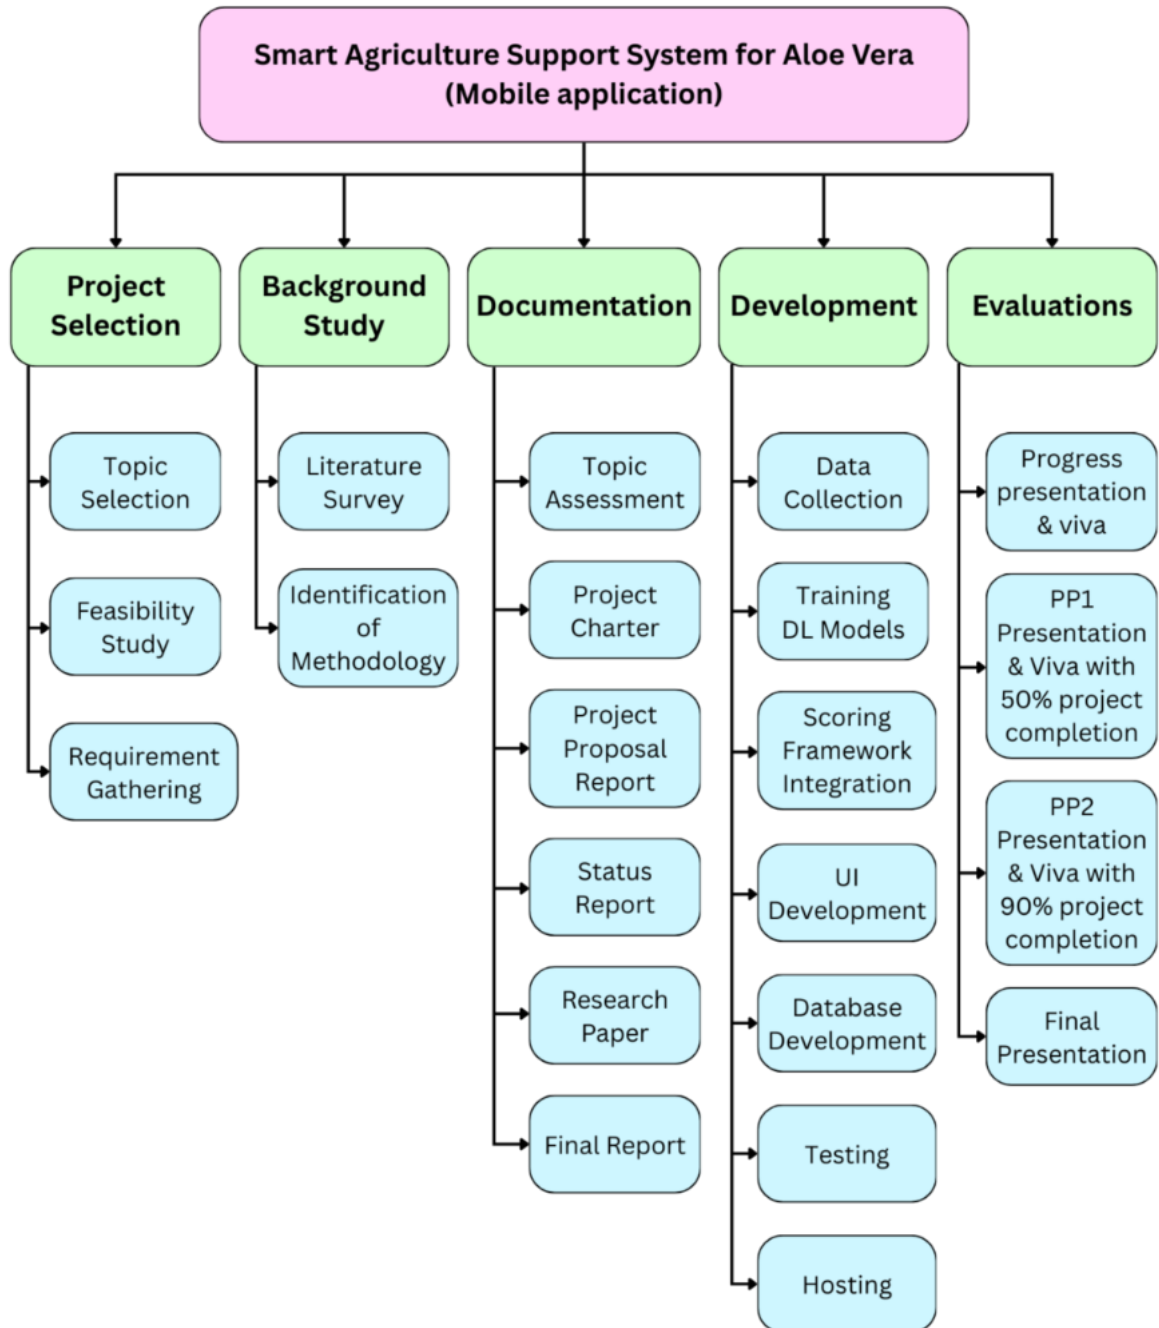 Smart Agriculture Support System for Aloe Vera
(Mobile application)
Project
Selection
Topic
Selection
Feasibility
Study
Requirement
Gathering
Background
Study
Literature
Survey
Identification
of
Methodology
Documentation
Topic
Assessment
Project
Charter
Project
Proposal
Report
Status
Report
Research
Paper
Final Report
Development
Data
Collection
Training
DL Models
Scoring
Framework
Integration
UI
Development
Database
Development
Testing
Hosting
Evaluations
Progress
presentation
& viva
PP1
Presentation
& Viva with
50% project
completion
PP2
Presentation
& Viva with
90% project
completion
Final
Presentation